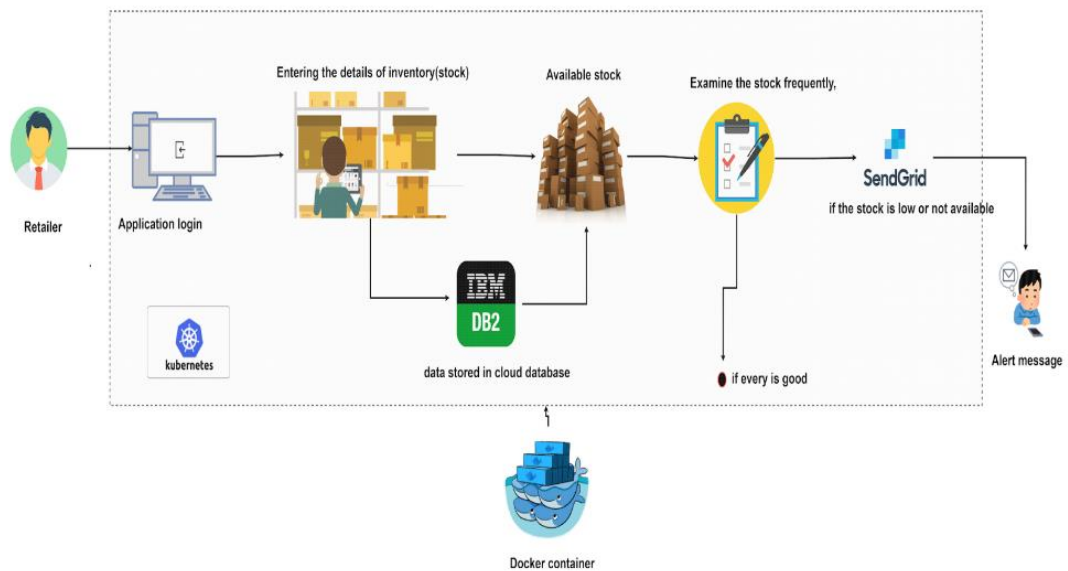 Entering the details of inventory(stock)
Available stock
Examine the stock frequently,
SendGrid
if the stock is low or not available
Retailer
Application login
IBM
DB2
kubernetes
data stored in cloud database
if every is good
Alert message
Docker container